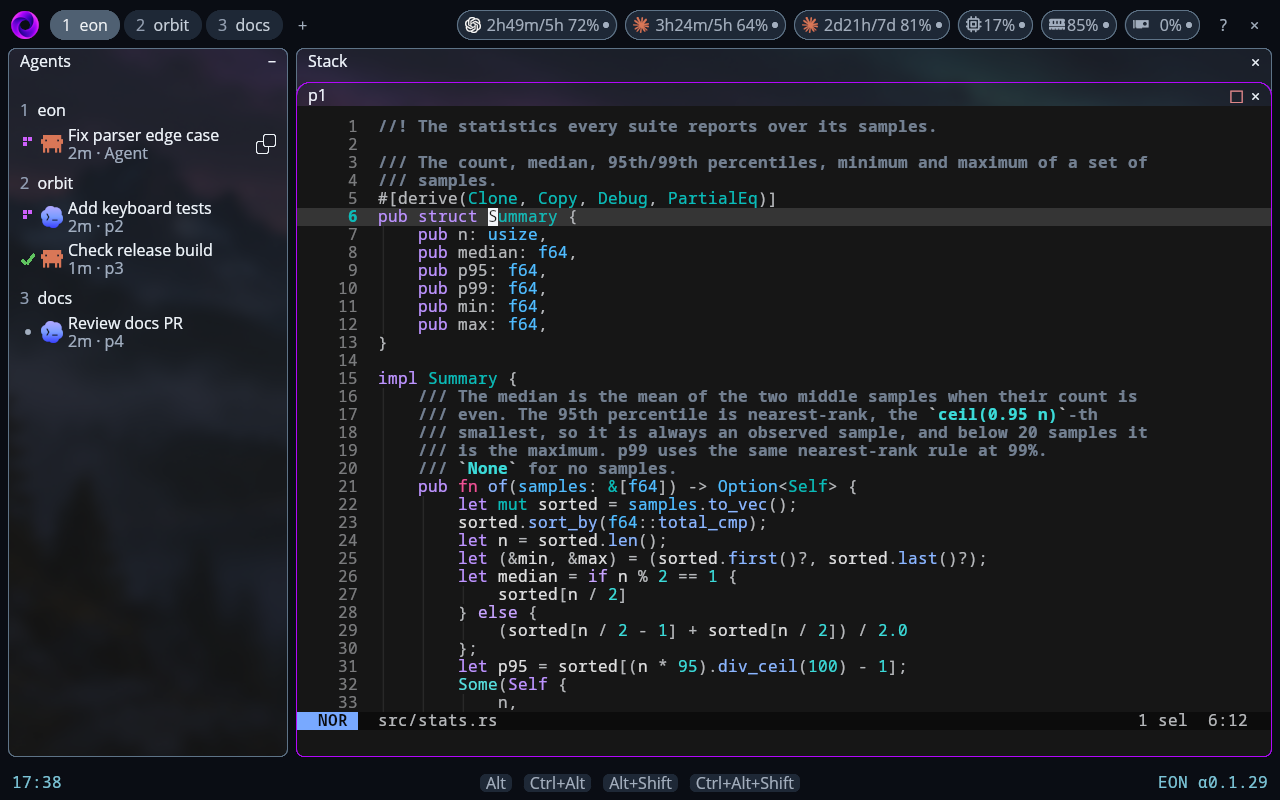 1 eon
2 orbit
3 docs
+
2h49m/5h 72%
3h24m/5h 64%
2d21h/7d 81%
17%
85%
0%
?
×
Agents
−
1 eon
Fix parser edge case
2m · Agent
2 orbit
Add keyboard tests
2m · p2
Check release build
1m · p3
3 docs
Review docs PR
2m · p4
Stack
×
p1
×
1 //! The statistics every suite reports over its samples.
2
3 /// The count, median, 95th/99th percentiles, minimum and maximum of a set of
4 /// samples.
5 #[derive(Clone, Copy, Debug, PartialEq)]
6 pub struct Summary {
7     pub n: usize,
8     pub median: f64,
9     pub p95: f64,
10     pub p99: f64,
11     pub min: f64,
12     pub max: f64,
13 }
14
15 impl Summary {
16     /// The median is the mean of the two middle samples when their count is
17     /// even. The 95th percentile is nearest-rank, the `ceil(0.95 n)`-th
18     /// smallest, so it is always an observed sample, and below 20 samples it
19     /// is the maximum. p99 uses the same nearest-rank rule at 99%.
20     /// `None` for no samples.
21     pub fn of(samples: &[f64]) -> Option<Self> {
22         let mut sorted = samples.to_vec();
23         sorted.sort_by(f64::total_cmp);
24         let n = sorted.len();
25         let (&min, &max) = (sorted.first()?, sorted.last()?);
26         let median = if n % 2 == 1 {
27             sorted[n / 2]
28         } else {
29             (sorted[n / 2 - 1] + sorted[n / 2]) / 2.0
30         };
31         let p95 = sorted[(n * 95).div_ceil(100) - 1];
32         Some(Self {
33             n,
NOR src/stats.rs 1 sel 6:12
17:38
Alt
Ctrl+Alt
Alt+Shift
Ctrl+Alt+Shift
EON α0.1.29